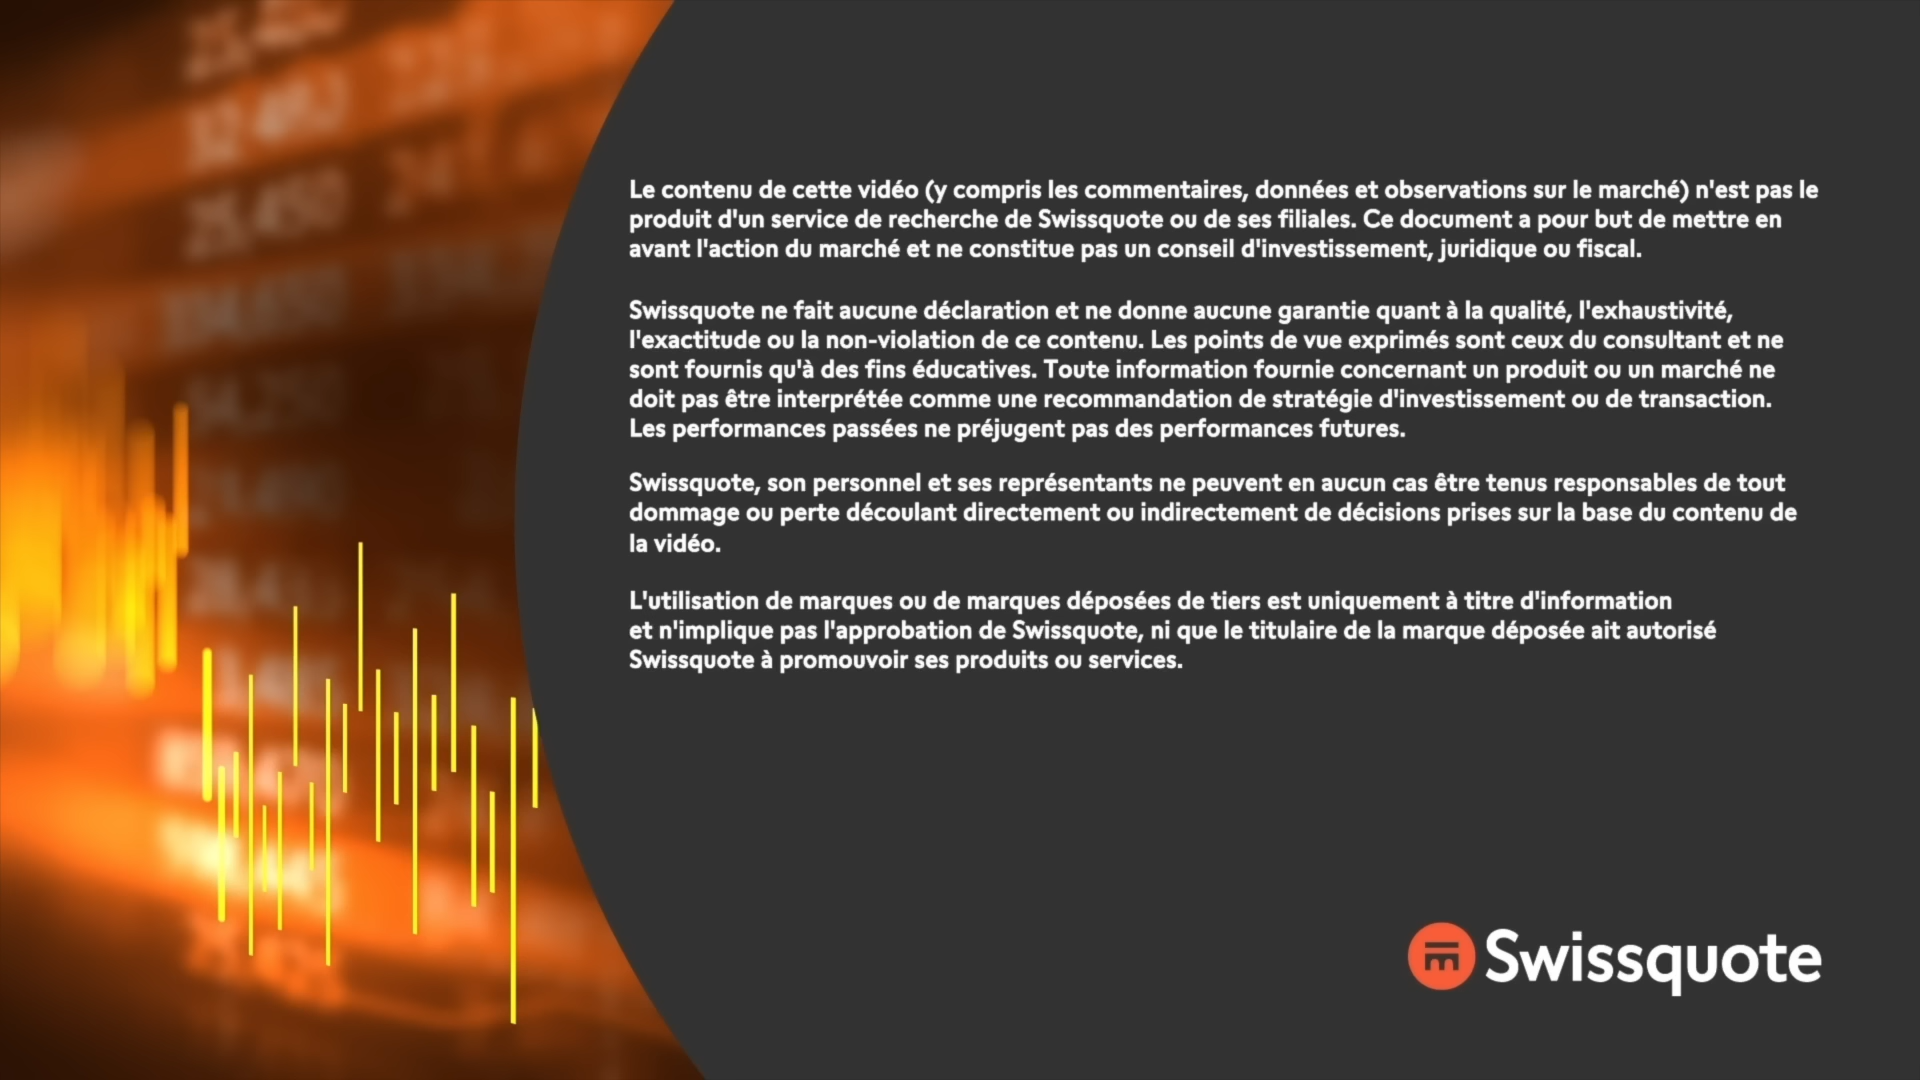 Le contenu de cette vidéo (y compris les commentaires, données et observations sur le marché) n'est pas le
produit d'un service de recherche de Swissquote ou de ses filiales. Ce document a pour but de mettre en
avant l'action du marché et ne constitue pas un conseil d'investissement, juridique ou fiscal.
Swissquote ne fait aucune déclaration et ne donne aucune garantie quant à la qualité, l'exhaustivité,
l'exactitude ou la non-violation de ce contenu. Les points de vue exprimés sont ceux du consultant et ne
sont fournis qu'à des fins éducatives. Toute information fournie concernant un produit ou un marché ne
doit pas être interprétée comme une recommandation de stratégie d'investissement ou de transaction.
Les performances passées ne préjugent pas des performances futures.
Swissquote, son personnel et ses représentants ne peuvent en aucun cas être tenus responsables de tout
dommage ou perte découlant directement ou indirectement de décisions prises sur la base du contenu de
la vidéo.
L'utilisation de marques ou de marques déposées de tiers est uniquement à titre d'information
et n'implique pas l'approbation de Swissquote, ni que le titulaire de la marque déposée ait autorisé
Swissquote à promouvoir ses produits ou services.
Swissquote